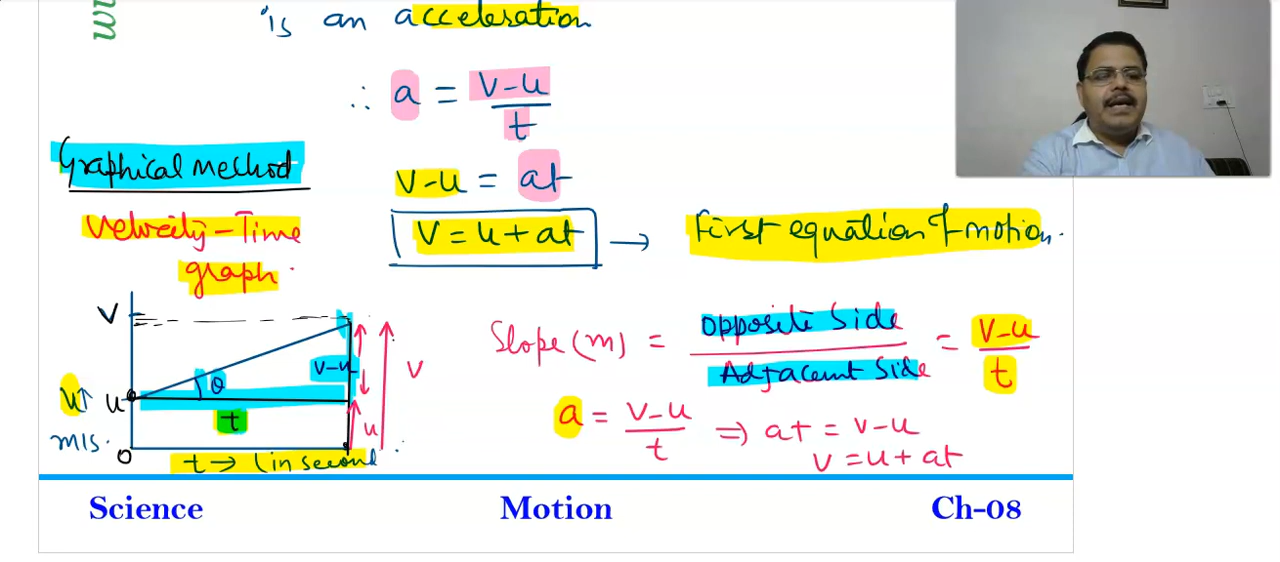 is an acceleration.
∴ a = v-u/t
Graphical method
v-u = at
v = u + at → First equation of motion.
Velocity-Time
graph.
v
Slope (m) = Opposite Side / Adjacent Side = v-u/t
v-u
v
θ
u
u
t
u
a = v-u/t ⇒ at = v-u
m/s.
v = u + at
0
t → (in second
Science Motion Ch-08